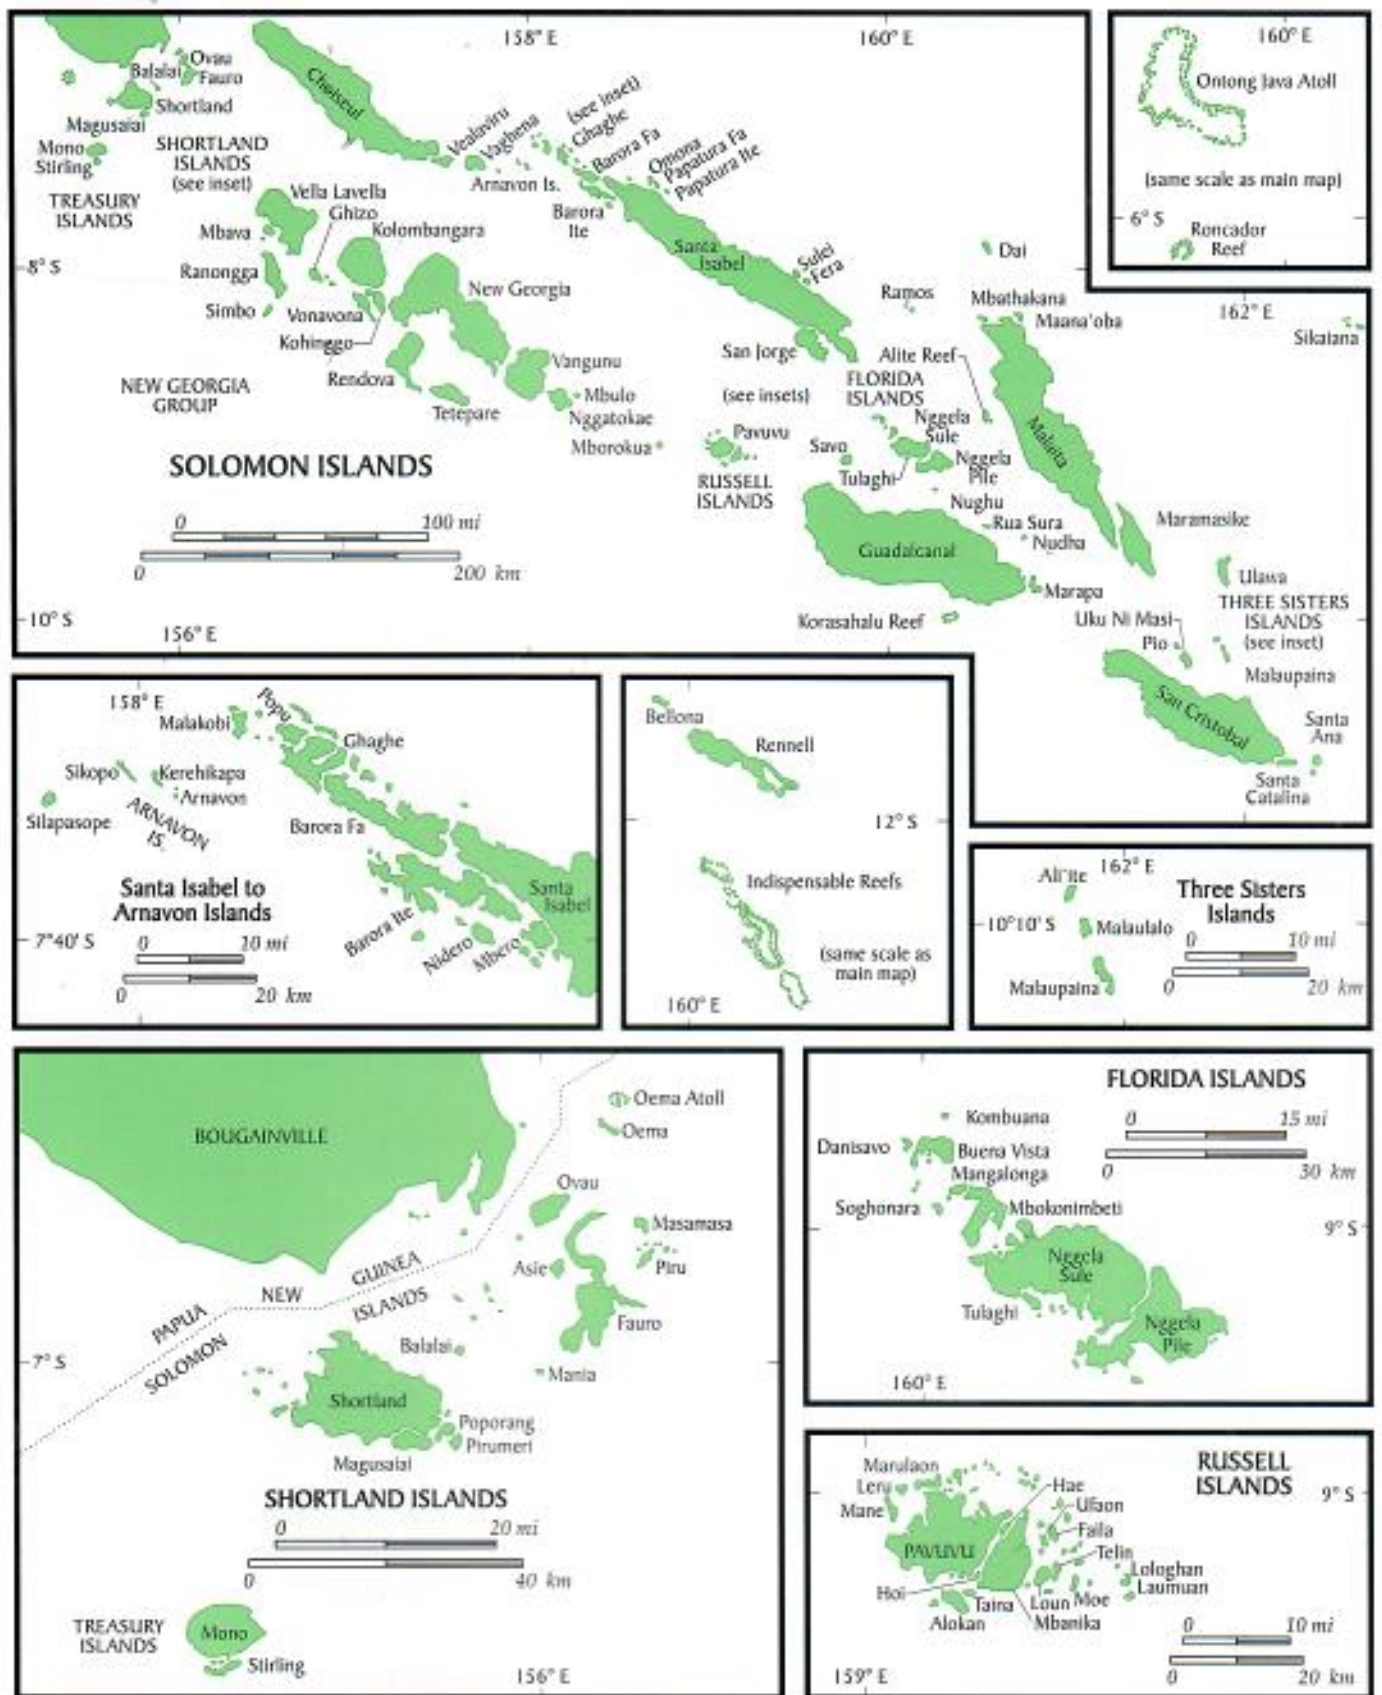 158° E
160° E
Ovau
Balalai
Fauro
Shortland
Magusaiai
Mono
Stirling
SHORTLAND
ISLANDS
(see inset)
TREASURY
ISLANDS
Choiseul
Vealaviru
Vaghena
(see inset)
Ghaghe
Barora Fa
Omona
Papatura Fa
Papatura Ite
Arnavon Is.
Barora
Ite
Vella Lavella
Ghizo
Kolombangara
Mbava
Ranongga
Simbo
Vonavona
Kohinggo
New Georgia
8° S
Santa
Isabel
Sulei
Fera
Dai
Ramos
Mbathakana
Maana'oba
162° E
Sikaiana
Rendova
Tetepare
Vangunu
Mbulo
Nggatokae
Mborokua
NEW GEORGIA
GROUP
San Jorge
(see insets)
Alite Reef
FLORIDA
ISLANDS
Nggela
Sule
Nggela
Pile
Malaita
Pavuvu
Savo
Tulaghi
RUSSELL
ISLANDS
Nughu
Rua Sura
Nudha
Maramasike
SOLOMON ISLANDS
0 100 mi
0 200 km
Guadalcanal
Marapa
Ulawa
THREE SISTERS
ISLANDS
(see inset)
Korasahalu Reef
Uku Ni Masi
Pio
Malaupaina
10° S
156° E
San Cristobal
Santa
Ana
Santa
Catalina
160° E
Ontong Java Atoll
(same scale as main map)
6° S
Roncador
Reef
158° E
Malakobi
Popu
Ghaghe
Sikopo
Kerehikapa
Arnavon
Silapasope
ARNAVON
IS.
Barora Fa
Santa Isabel to
Arnavon Islands
Santa
Isabel
Barora Ite
Nidero
Mbero
7°40' S
0 10 mi
0 20 km
Bellona
Rennell
12° S
Indispensable Reefs
(same scale as
main map)
160° E
162° E
Three Sisters
Islands
10°10' S
Malaulalo
0 10 mi
Malaupaina
0 20 km
BOUGAINVILLE
Oema Atoll
Oema
Ovau
Masamasa
Asie
Piru
PAPUA NEW GUINEA
SOLOMON ISLANDS
Fauro
Balalai
Mania
7° S
Shortland
Poporang
Pirumeri
Magusaiai
SHORTLAND ISLANDS
0 20 mi
0 40 km
TREASURY
ISLANDS
Mono
Stirling
156° E
FLORIDA ISLANDS
Kombuana
0 15 mi
0 30 km
Danisavo
Buena Vista
Mangalonga
Soghonara
Mbokonimbeti
9° S
Nggela
Sule
Tulaghi
Nggela
Pile
160° E
RUSSELL
ISLANDS
Marulaon
Leru
Mane
Hae
9° S
Ufaon
Faila
PAVUVU
Telin
Lologhan
Laumuan
Hoi
Taina
Loun
Moe
Alokan
Mbanika
0 10 mi
0 20 km
159° E